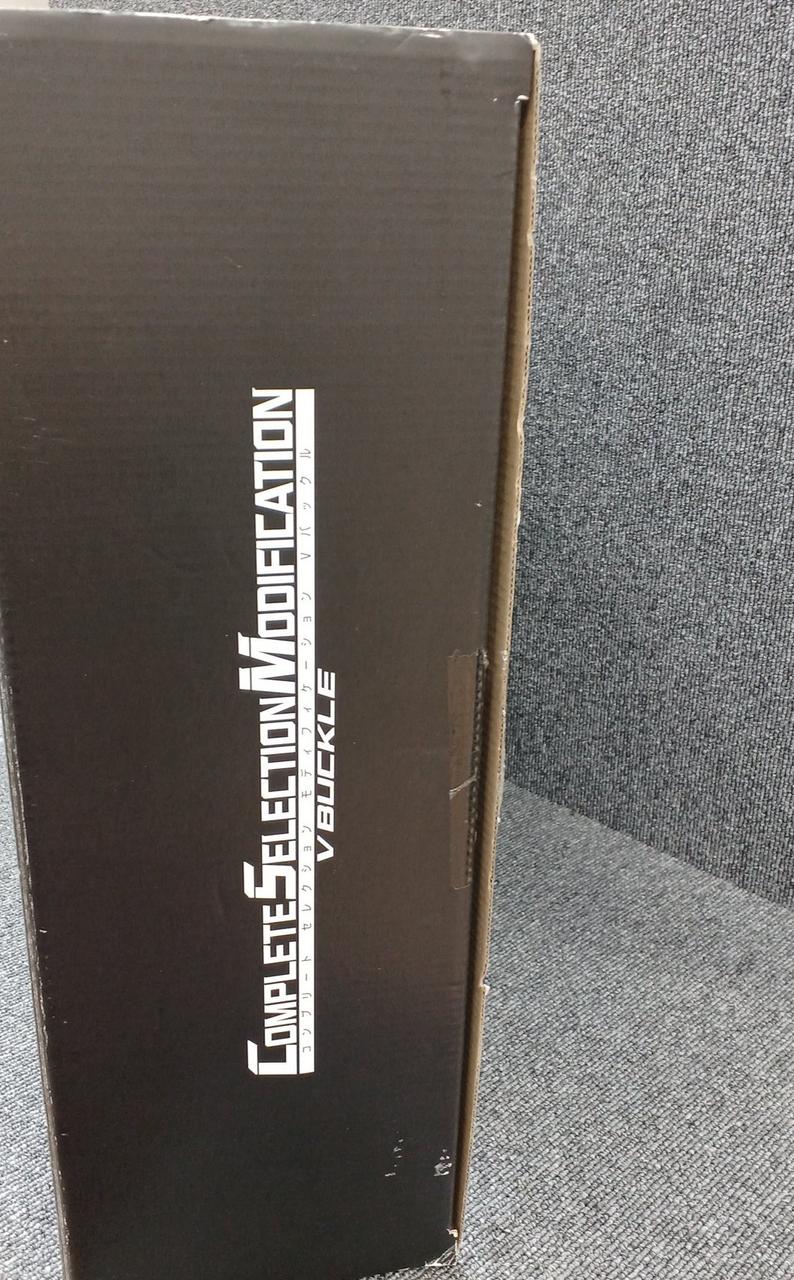 COMPLETE SELECTION MODIFICATION
コンプリート セレクション モディフィケーション Vバックル
V BUCKLE